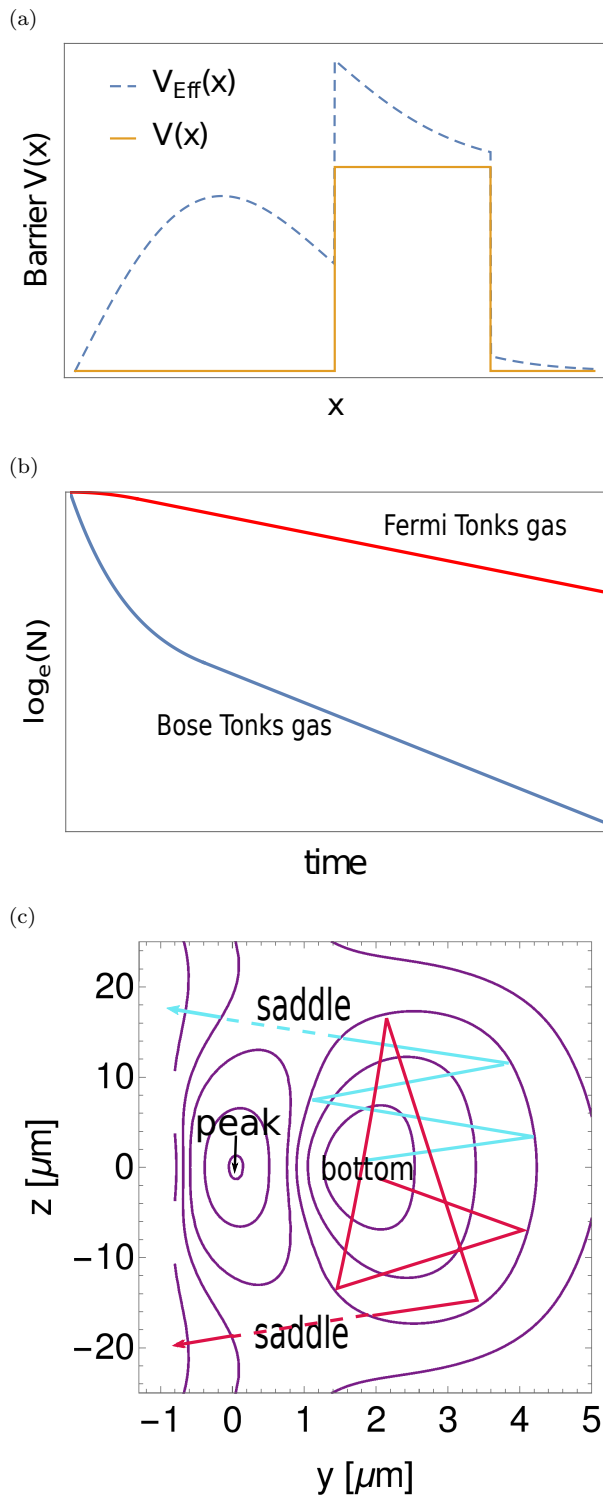 (a)
V_Eff(x)
V(x)
Barrier V(x)
x
(b)
Fermi Tonks gas
log_e(N)
Bose Tonks gas
time
(c)
20
saddle
10
peak
z [μm]
0
bottom
−10
saddle
−20
−1 0 1 2 3 4 5
y [μm]